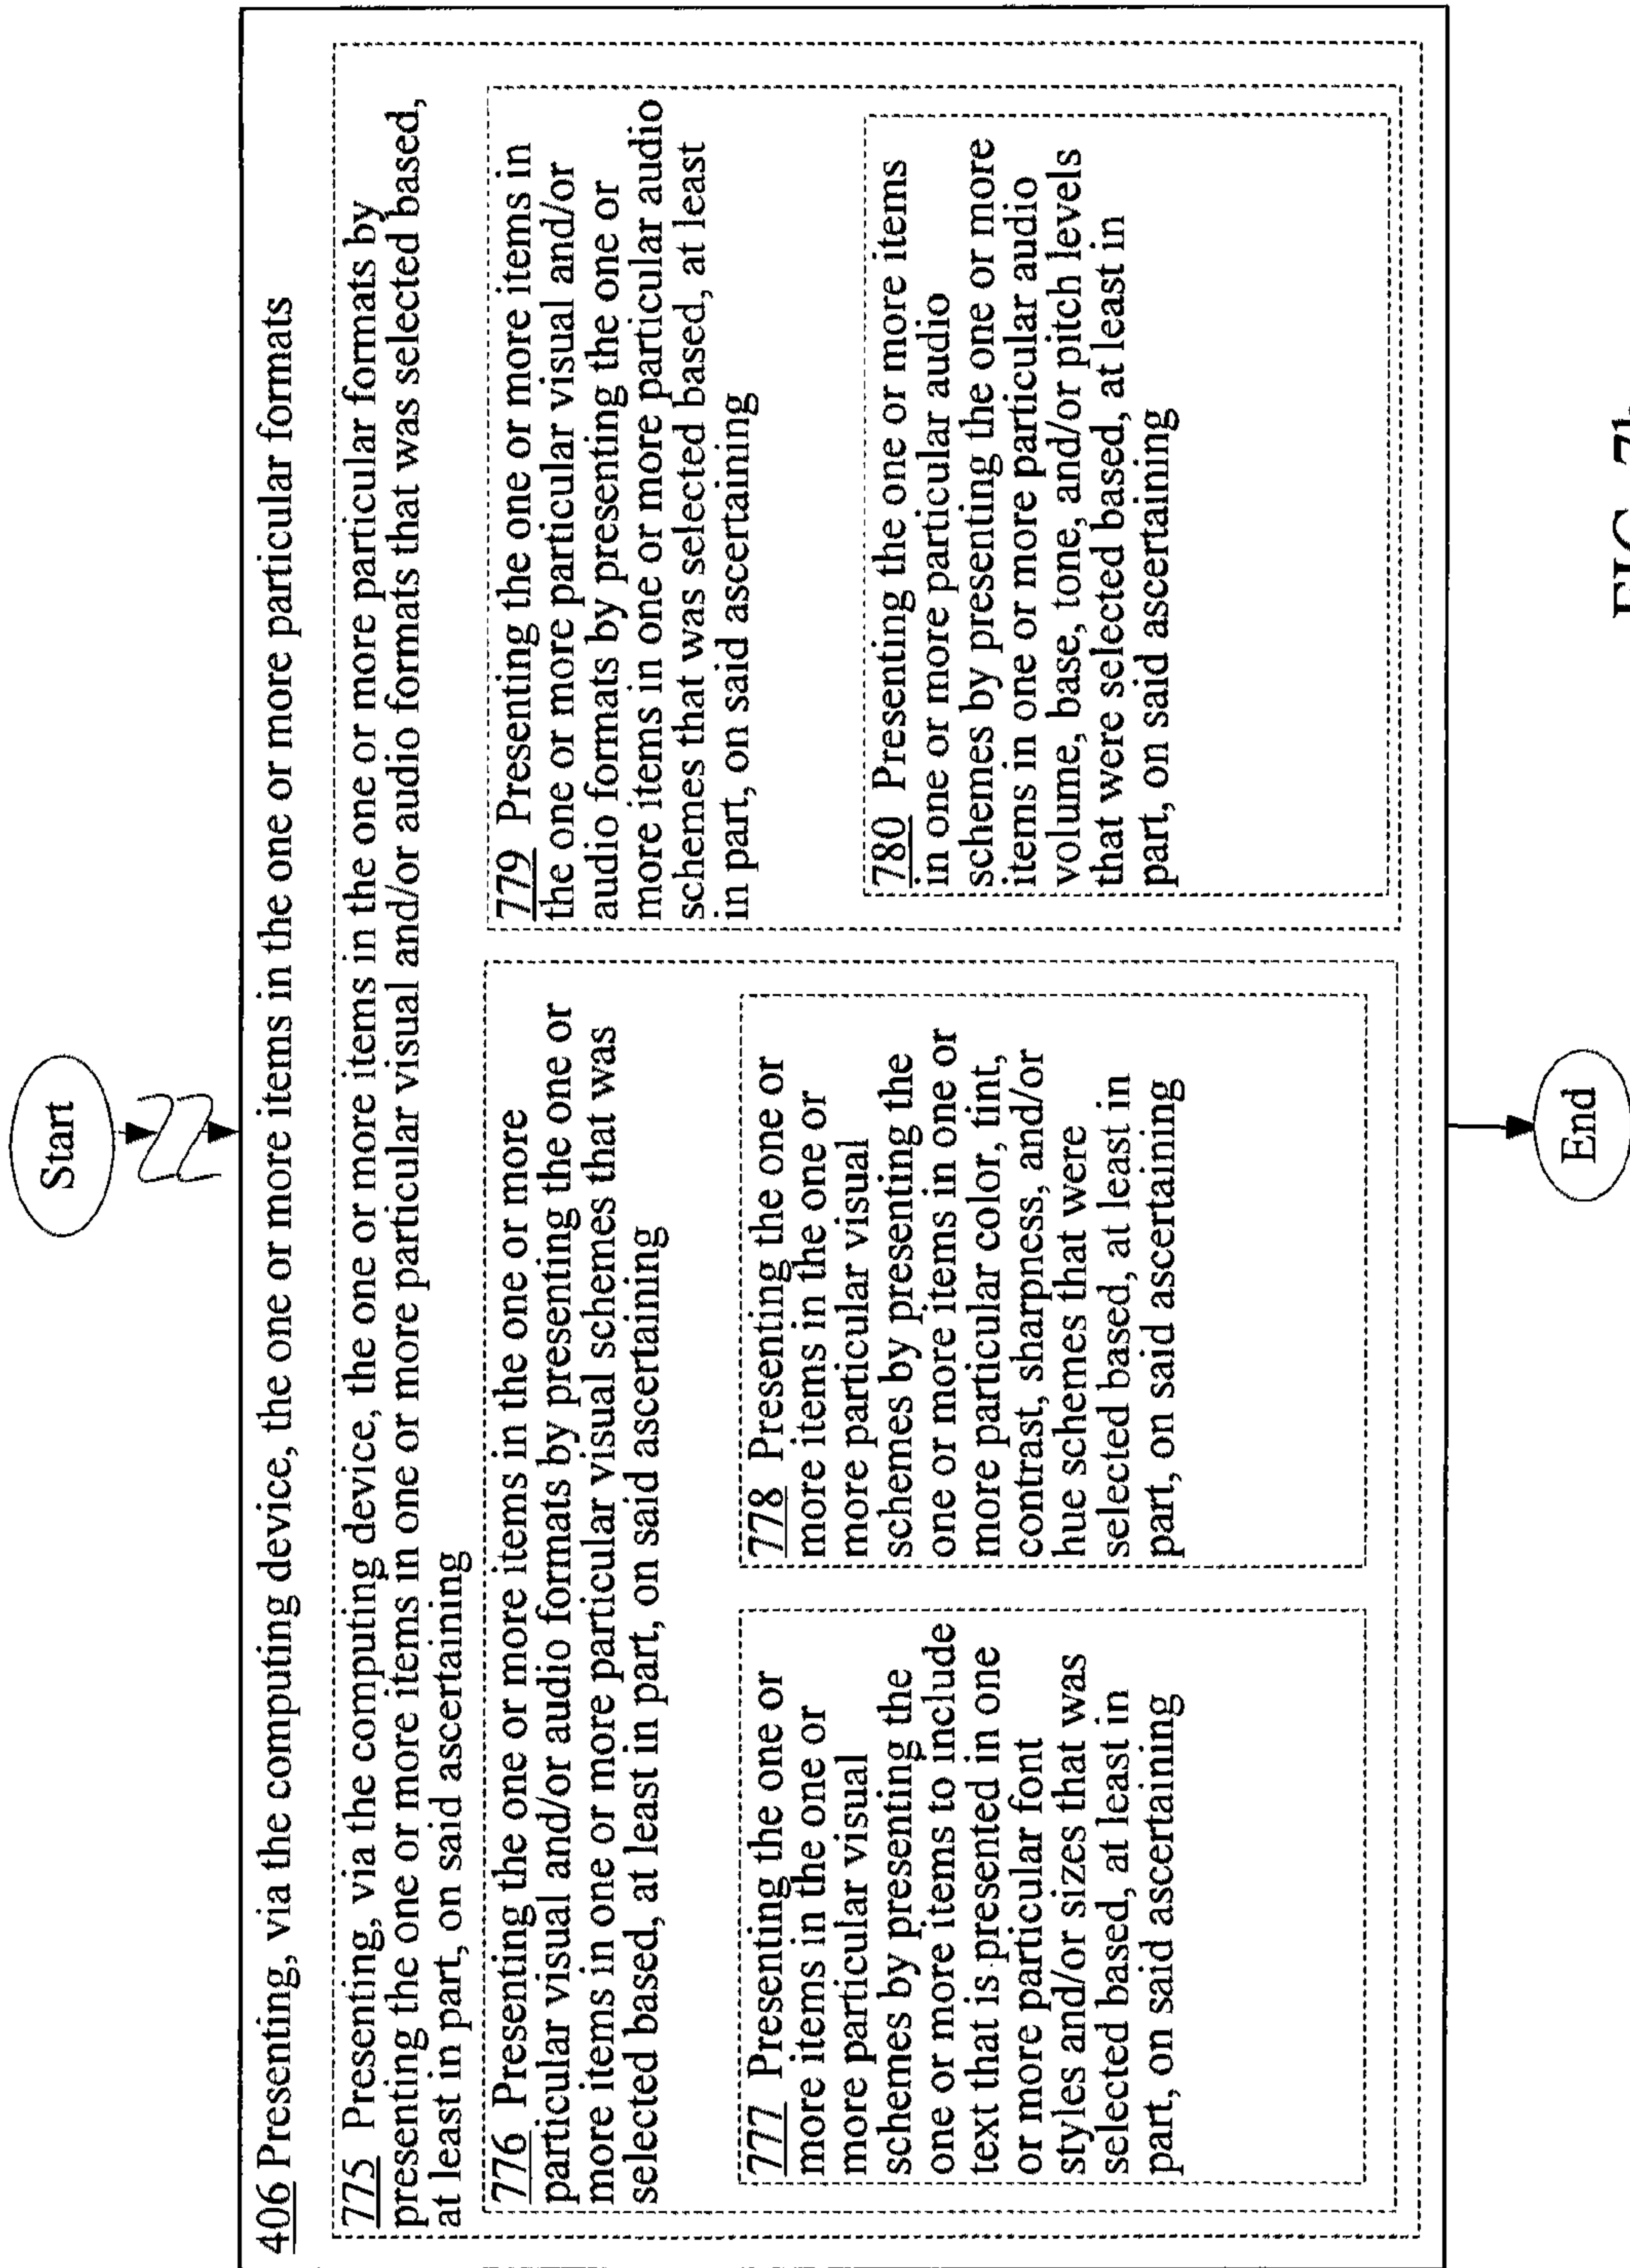 Start
406 Presenting, via the computing device, the one or more items in the one or more particular formats
775 Presenting, via the computing device, the one or more items in the one or more particular formats by
presenting the one or more items in one or more particular visual and/or audio formats that was selected based,
at least in part, on said ascertaining
776 Presenting the one or more items in the one or more
particular visual and/or audio formats by presenting the one or
more items in one or more particular visual schemes that was
selected based, at least in part, on said ascertaining
777 Presenting the one or
more items in the one or
more particular visual
schemes by presenting the
one or more items to include
text that is presented in one
or more particular font
styles and/or sizes that was
selected based, at least in
part, on said ascertaining
778 Presenting the one or
more items in the one or
more particular visual
schemes by presenting the
one or more items in one or
more particular color, tint,
contrast, sharpness, and/or
hue schemes that were
selected based, at least in
part, on said ascertaining
779 Presenting the one or more items in
the one or more particular visual and/or
audio formats by presenting the one or
more items in one or more particular audio
schemes that was selected based, at least
in part, on said ascertaining
780 Presenting the one or more items
in one or more particular audio
schemes by presenting the one or more
items in one or more particular audio
volume, base, tone, and/or pitch levels
that were selected based, at least in
part, on said ascertaining
End
FIG. 7h